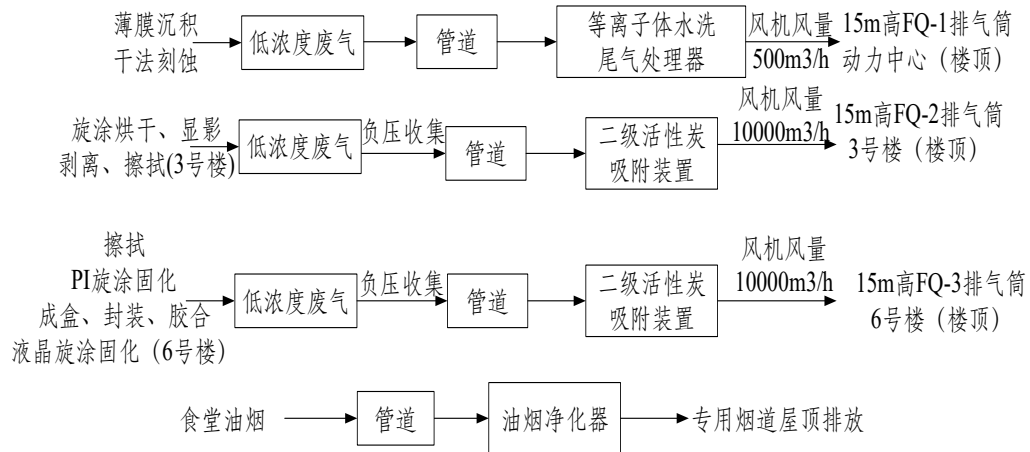 薄膜沉积
干法刻蚀
低浓度废气
管道
等离子体水洗
尾气处理器
风机风量
500m3/h
15m高FQ-1排气筒
动力中心（楼顶）
旋涂烘干、显影
剥离、擦拭(3号楼)
低浓度废气
负压收集
管道
二级活性炭
吸附装置
风机风量
10000m3/h
15m高FQ-2排气筒
3号楼（楼顶）
擦拭
PI旋涂固化
成盒、封装、胶合
液晶旋涂固化（6号楼）
低浓度废气
负压收集
管道
二级活性炭
吸附装置
风机风量
10000m3/h
15m高FQ-3排气筒
6号楼（楼顶）
食堂油烟
管道
油烟净化器
专用烟道屋顶排放